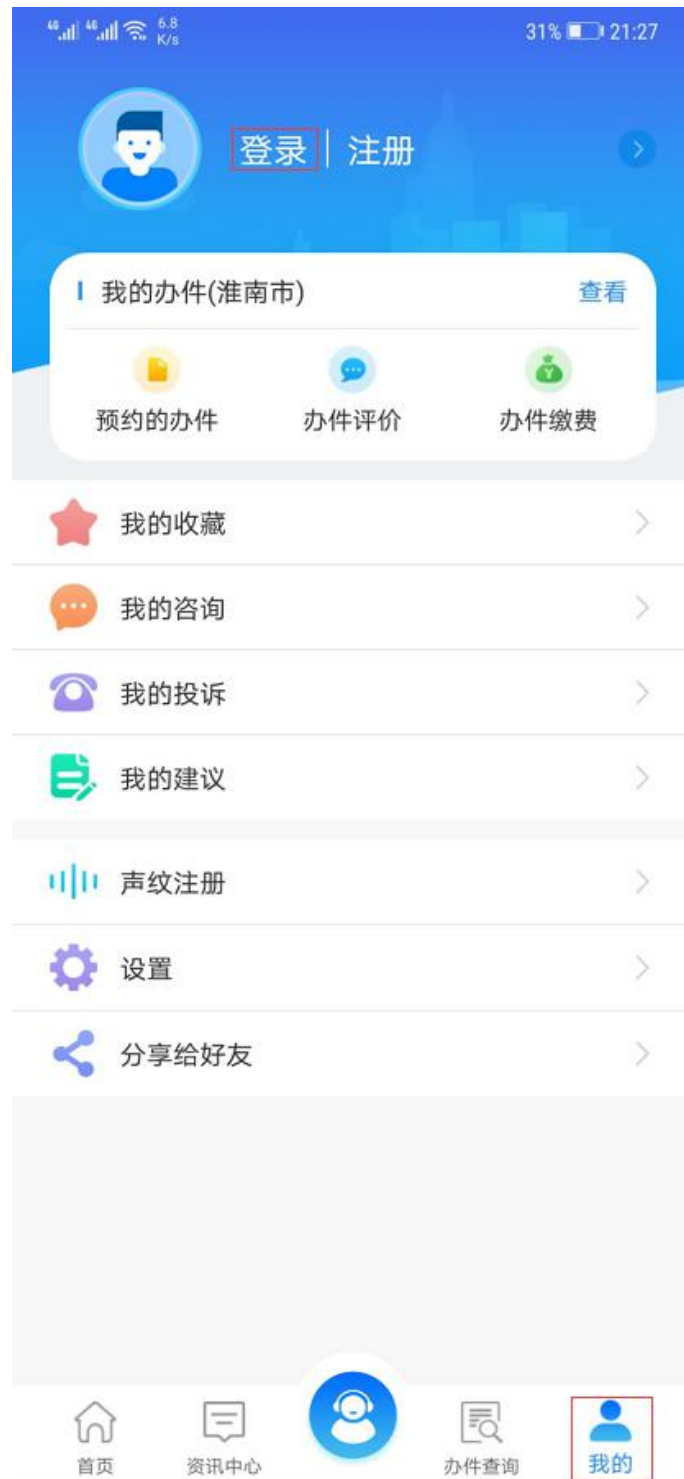 4G 4G 6.8 K/s 31% 21:27
登录 | 注册
我的办件(淮南市) 查看
预约的办件 办件评价 办件缴费
我的收藏
我的咨询
我的投诉
我的建议
声纹注册
设置
分享给好友
首页 资讯中心 办件查询 我的